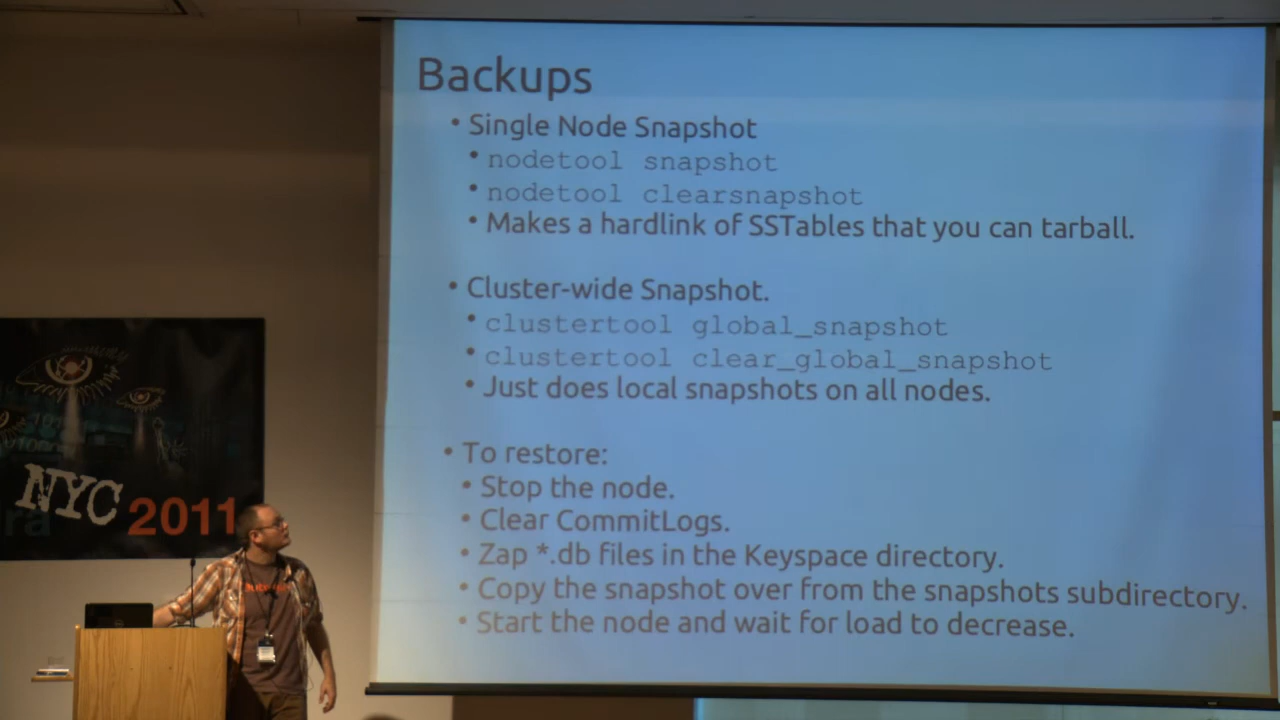 Backups
• Single Node Snapshot
• nodetool snapshot
• nodetool clearsnapshot
• Makes a hardlink of SSTables that you can tarball.
• Cluster-wide Snapshot.
• clustertool global_snapshot
• clustertool clear_global_snapshot
• Just does local snapshots on all nodes.
• To restore:
• Stop the node.
• Clear CommitLogs.
• Zap *.db files in the Keyspace directory.
• Copy the snapshot over from the snapshots subdirectory.
• Start the node and wait for load to decrease.
NYC
ra 2011